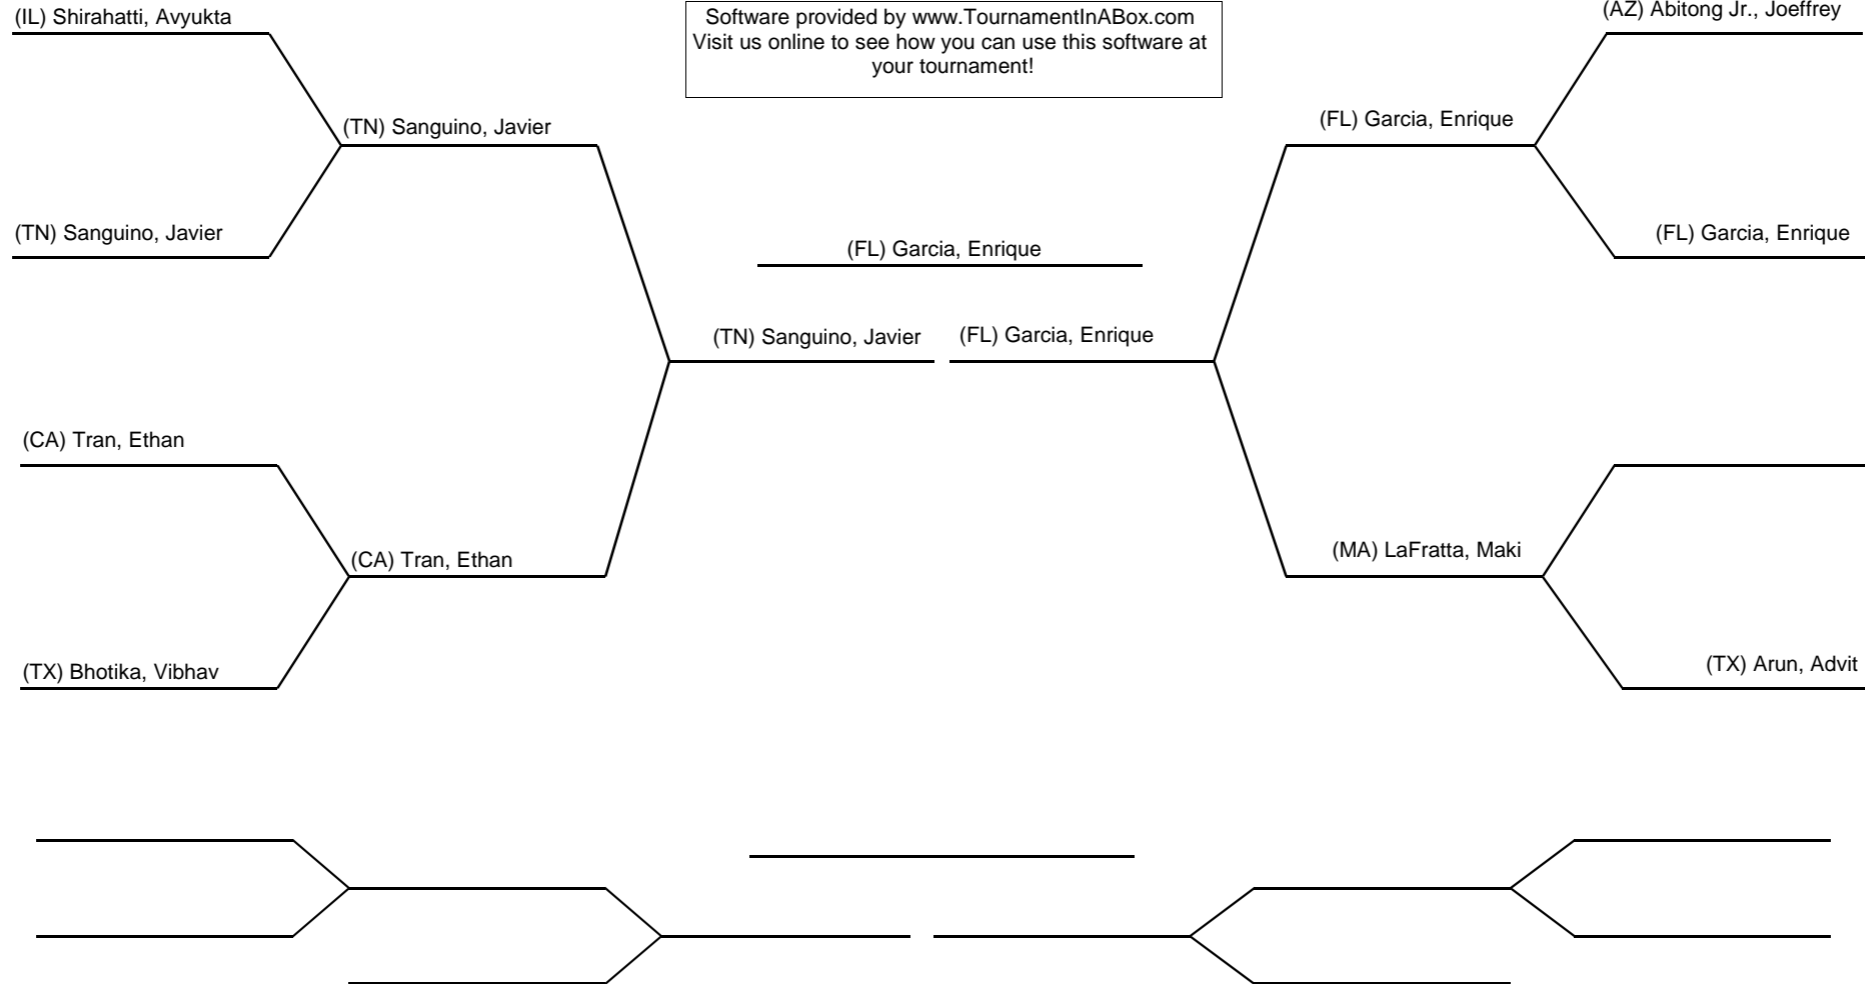 (IL) Shirahatti, Avyukta
Software provided by www.TournamentInABox.com
Visit us online to see how you can use this software at
your tournament!
(AZ) Abitong Jr., Joeffrey
(TN) Sanguino, Javier
(FL) Garcia, Enrique
(TN) Sanguino, Javier
(FL) Garcia, Enrique
(FL) Garcia, Enrique
(TN) Sanguino, Javier
(FL) Garcia, Enrique
(CA) Tran, Ethan
(CA) Tran, Ethan
(MA) LaFratta, Maki
(TX) Bhotika, Vibhav
(TX) Arun, Advit